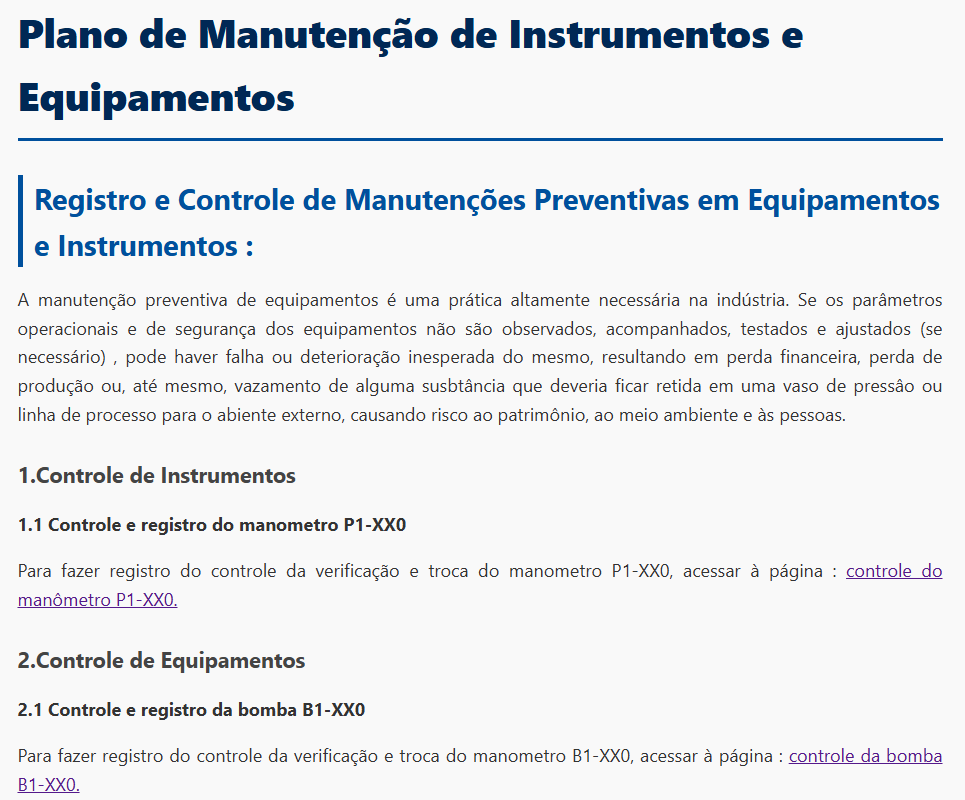 Plano de Manutenção de Instrumentos e
Equipamentos
Registro e Controle de Manutenções Preventivas em Equipamentos
e Instrumentos :
A manutenção preventiva de equipamentos é uma prática altamente necessária na indústria. Se os parâmetros
operacionais e de segurança dos equipamentos não são observados, acompanhados, testados e ajustados (se
necessário) , pode haver falha ou deterioração inesperada do mesmo, resultando em perda financeira, perda de
produção ou, até mesmo, vazamento de alguma susbtância que deveria ficar retida em uma vaso de pressâo ou
linha de processo para o abiente externo, causando risco ao patrimônio, ao meio ambiente e às pessoas.
1.Controle de Instrumentos
1.1 Controle e registro do manometro P1-XX0
Para fazer registro do controle da verificação e troca do manometro P1-XX0, acessar à página : controle do
manômetro P1-XX0.
2.Controle de Equipamentos
2.1 Controle e registro da bomba B1-XX0
Para fazer registro do controle da verificação e troca do manometro B1-XX0, acessar à página : controle da bomba
B1-XX0.